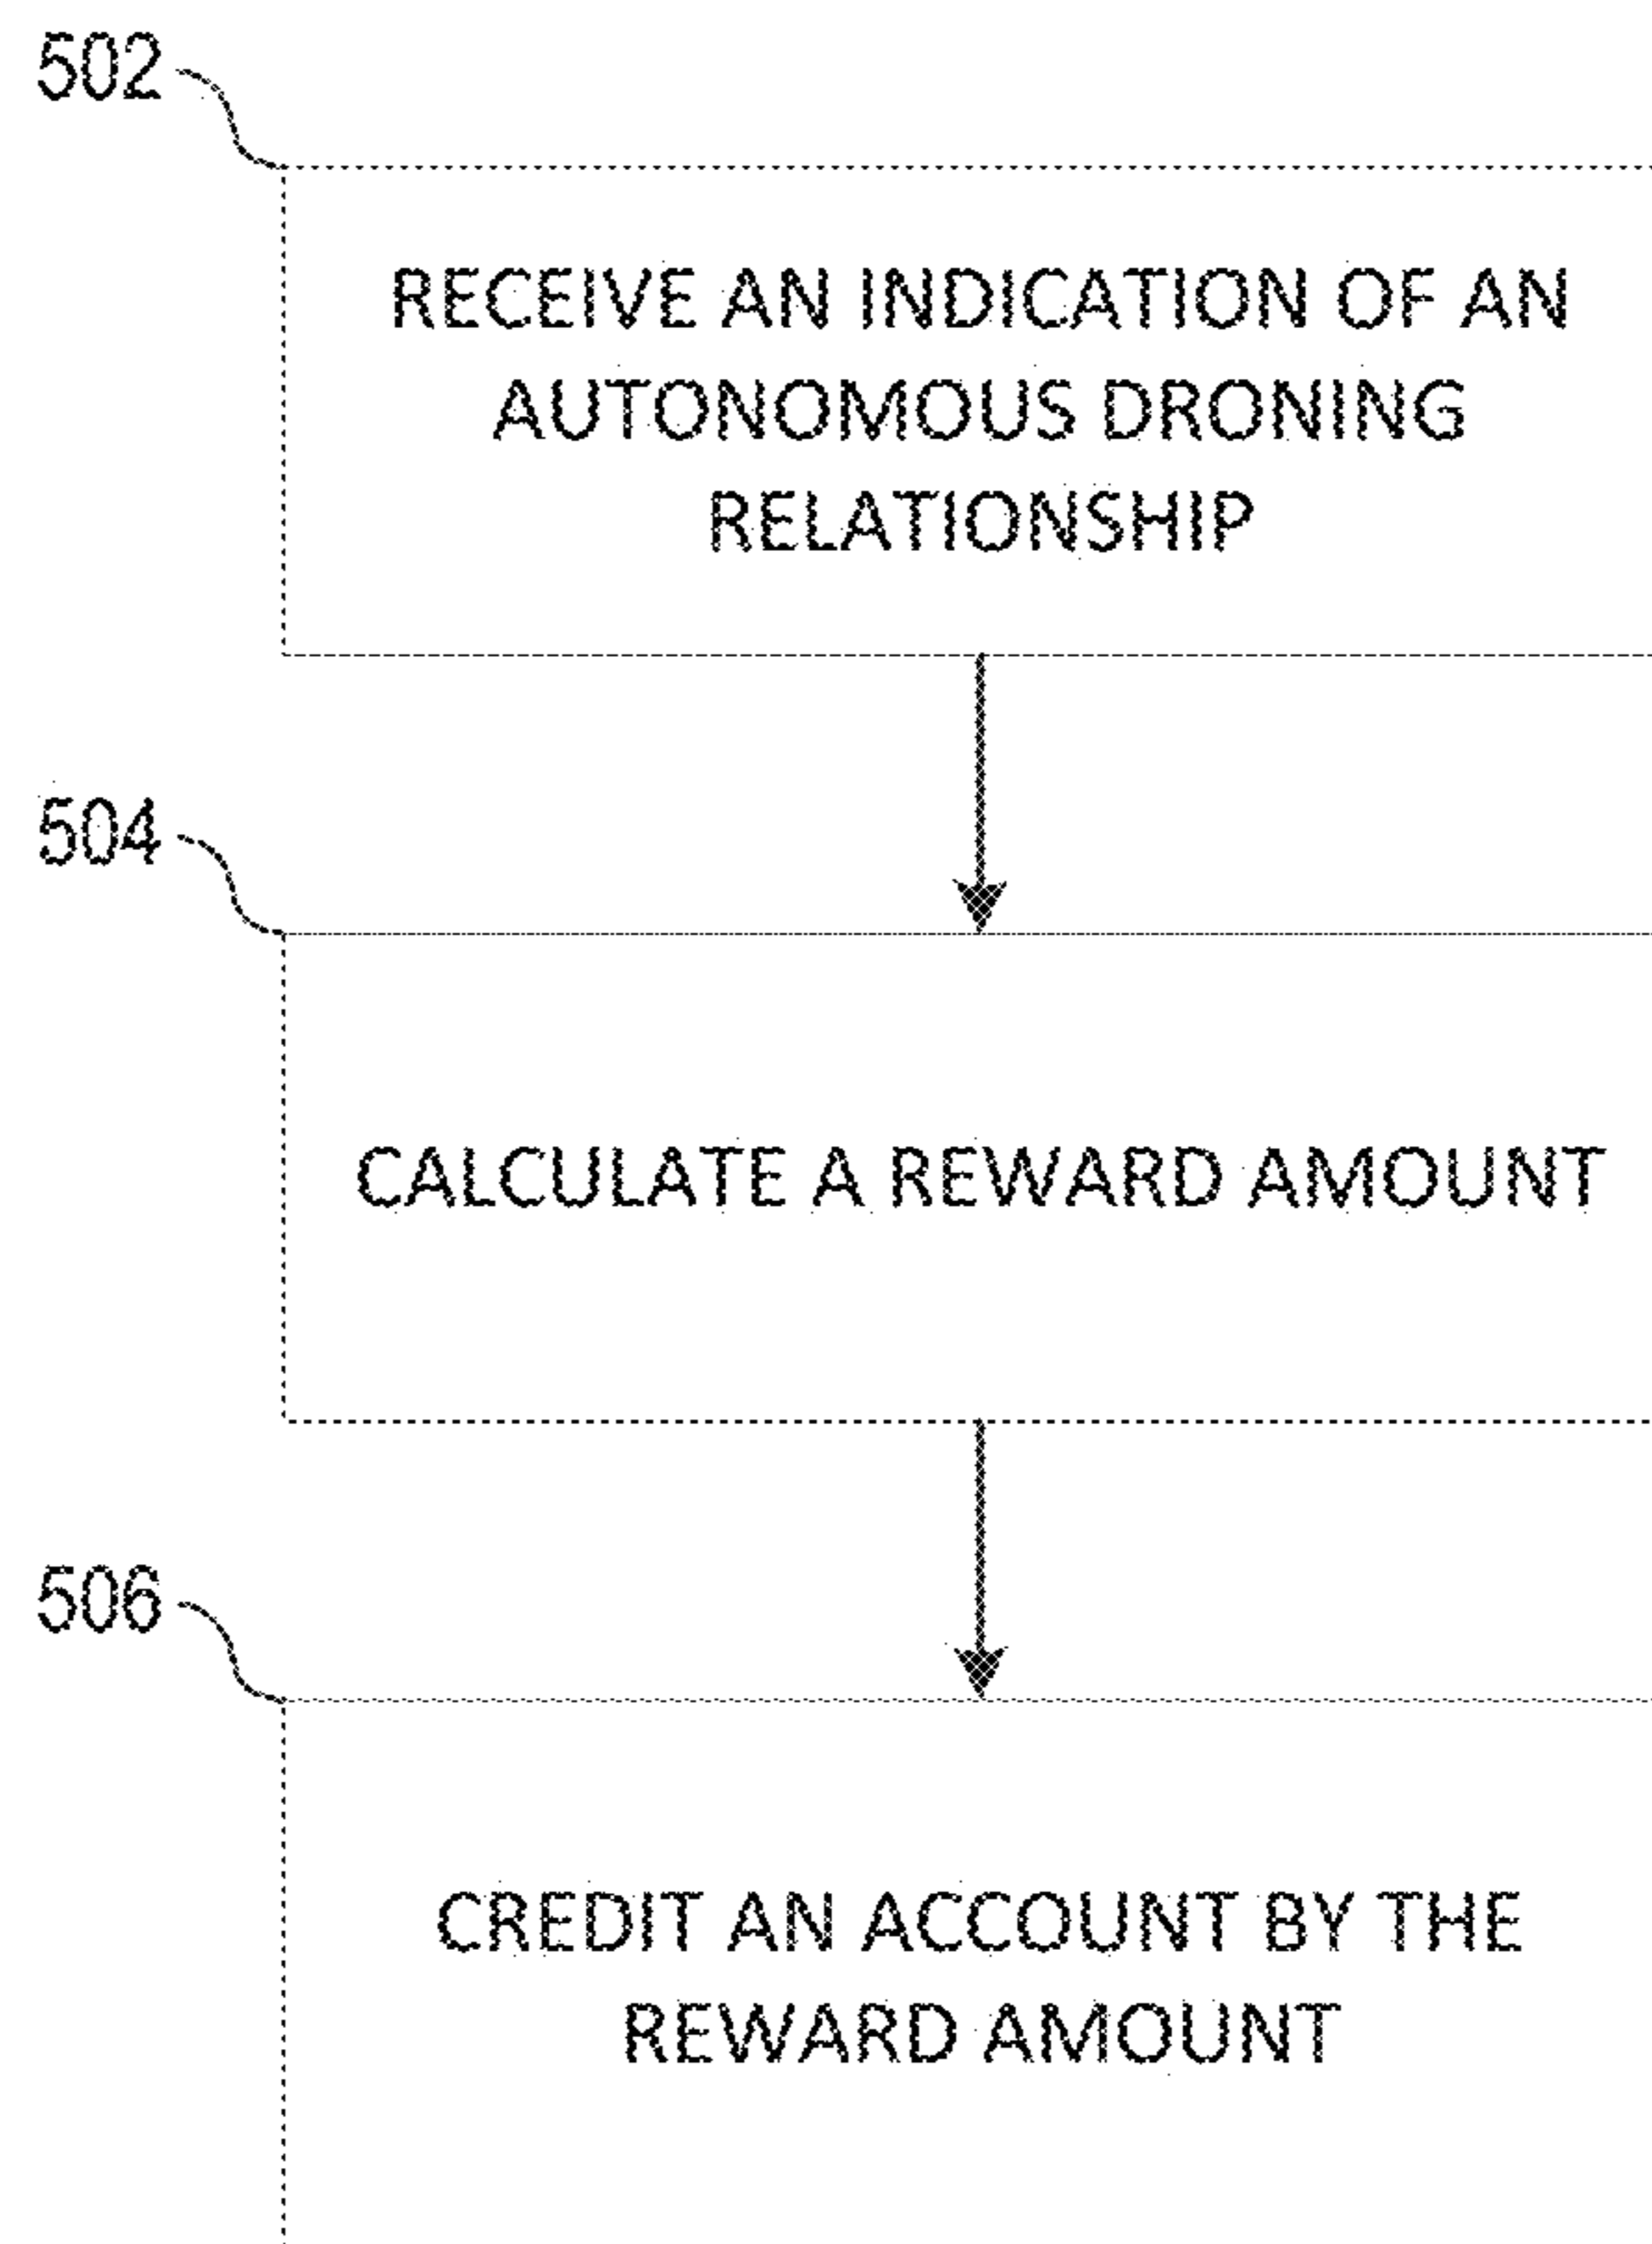 502
RECEIVE AN INDICATION OF AN
AUTONOMOUS DRONING
RELATIONSHIP
504
CALCULATE A REWARD AMOUNT
506
CREDIT AN ACCOUNT BY THE
REWARD AMOUNT